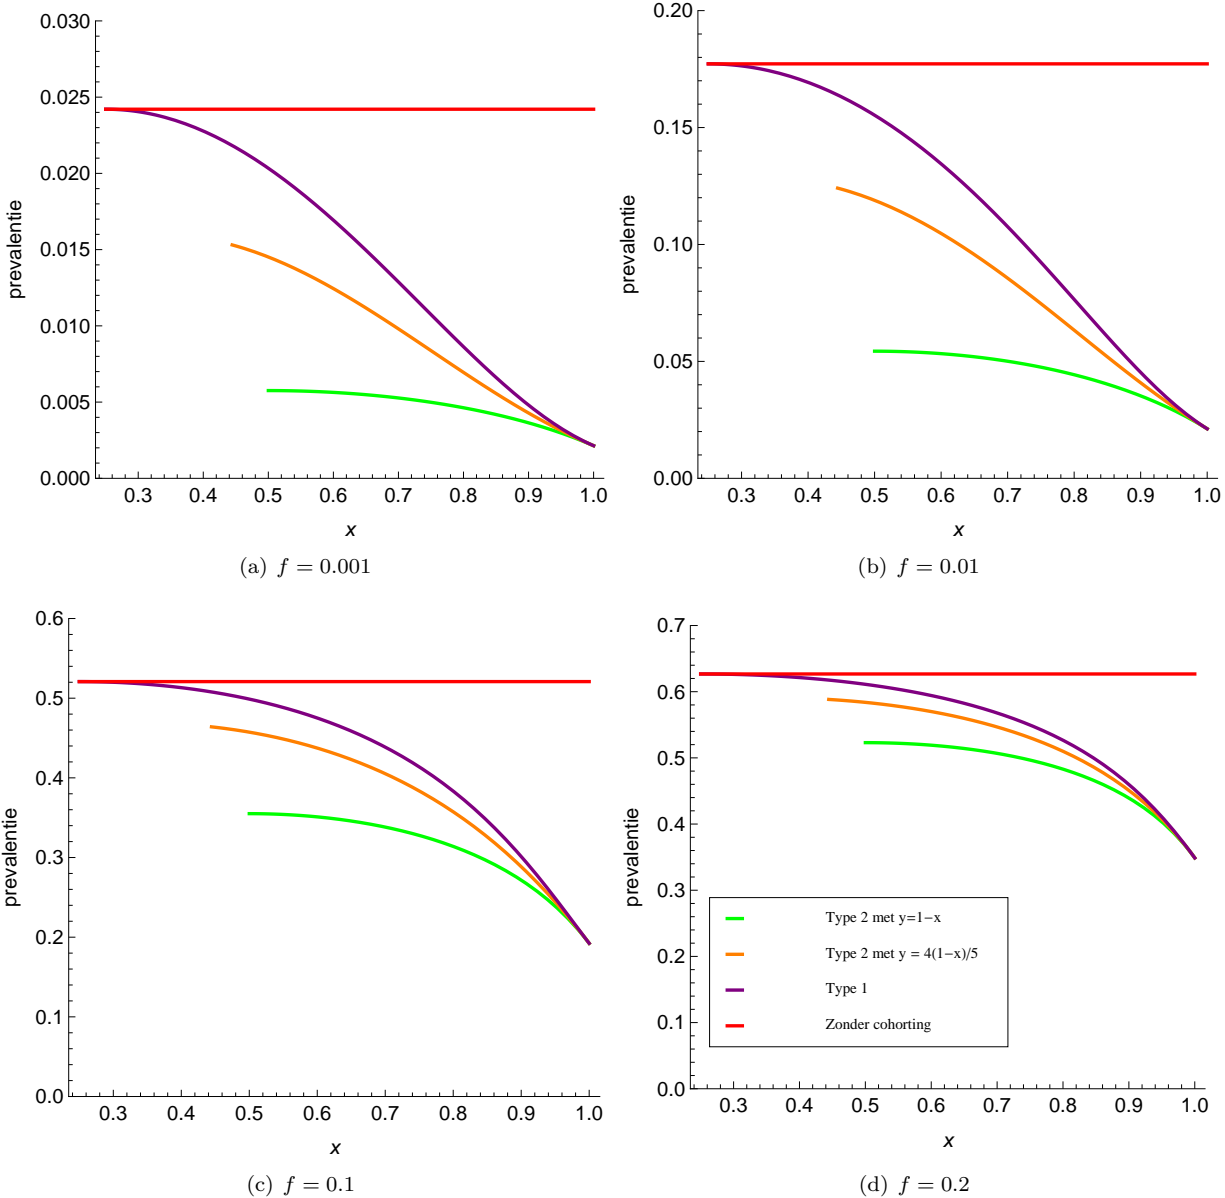 0.030
0.025
0.020
0.015
0.010
0.005
0.000
prevalentie
0.3 0.4 0.5 0.6 0.7 0.8 0.9 1.0
x
(a) f = 0.001
0.20
0.15
0.10
0.05
0.00
prevalentie
0.3 0.4 0.5 0.6 0.7 0.8 0.9 1.0
x
(b) f = 0.01
0.6
0.5
0.4
0.3
0.2
0.1
0.0
prevalentie
0.3 0.4 0.5 0.6 0.7 0.8 0.9 1.0
x
(c) f = 0.1
0.7
0.6
0.5
0.4
0.3
0.2
0.1
0.0
prevalentie
Type 2 met y=1−x
Type 2 met y = 4(1−x)/5
Type 1
Zonder cohorting
0.3 0.4 0.5 0.6 0.7 0.8 0.9 1.0
x
(d) f = 0.2